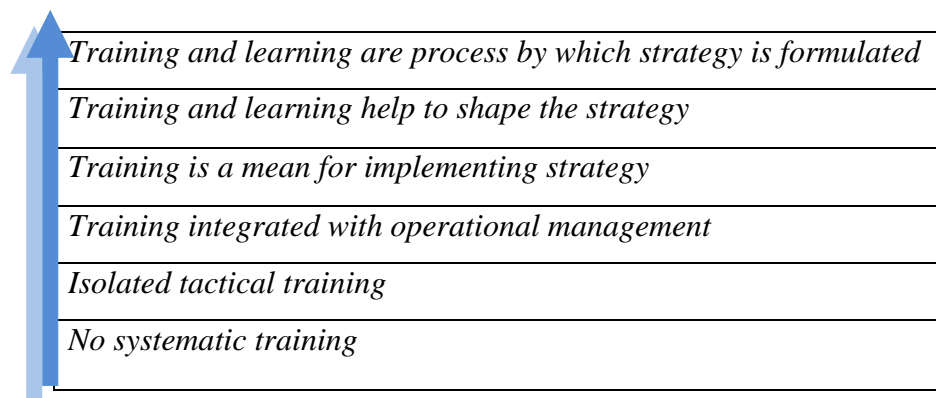 Training and learning are process by which strategy is formulated
Training and learning help to shape the strategy
Training is a mean for implementing strategy
Training integrated with operational management
Isolated tactical training
No systematic training